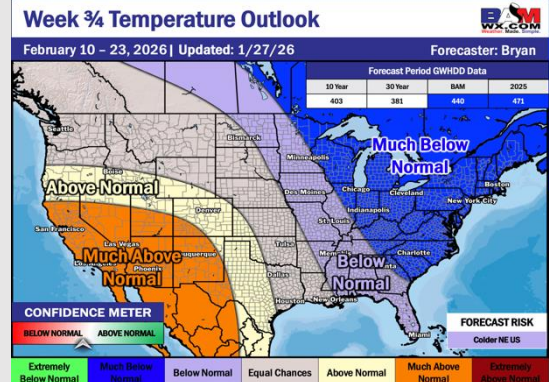 Week ¾ Temperature Outlook
BAM
WX.COM
Weather. Made. Simple.
February 10 – 23, 2026| Updated: 1/27/26
Forecaster: Bryan
Forecast Period GWHDD Data
10 Year 30 Year BAM 2025
403 381 440 471
Seattle
Bismarck
Minneapolis
Much Below
Normal
Boise
Above Normal
Des Moines
Chicago
Cleveland
Boston
New York City
Denver
Indianapolis
St. Louis
San Francisco
Las Vegas
Much Above
Normal
Phoenix
uquerque
Tulsa
Charlotte
Below
Normal
nta
Dallas
Houston
New Orleans
Miami
CONFIDENCE METER
BELOW NORMAL ABOVE NORMAL
FORECAST RISK
Colder NE US
Extremely
Below Normal
Much Below
Normal
Below Normal
Equal Chances
Above Normal
Much Above
Normal
Extremely
Above Normal